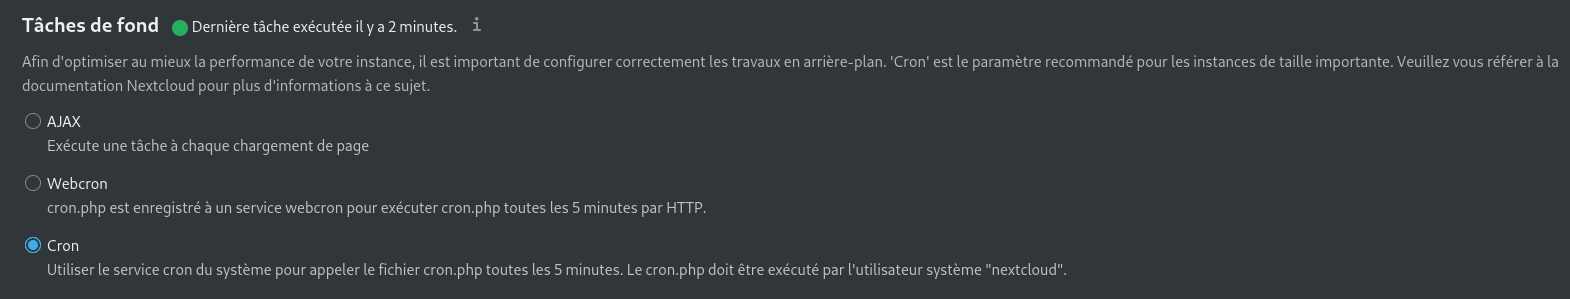 Tâches de fond Dernière tâche exécutée il y a 2 minutes. i
Afin d'optimiser au mieux la performance de votre instance, il est important de configurer correctement les travaux en arrière-plan. 'Cron' est le paramètre recommandé pour les instances de taille importante. Veuillez vous référer à la
documentation Nextcloud pour plus d'informations à ce sujet.
AJAX
Exécute une tâche à chaque chargement de page
Webcron
cron.php est enregistré à un service webcron pour exécuter cron.php toutes les 5 minutes par HTTP.
Cron
Utiliser le service cron du système pour appeler le fichier cron.php toutes les 5 minutes. Le cron.php doit être exécuté par l'utilisateur système "nextcloud".